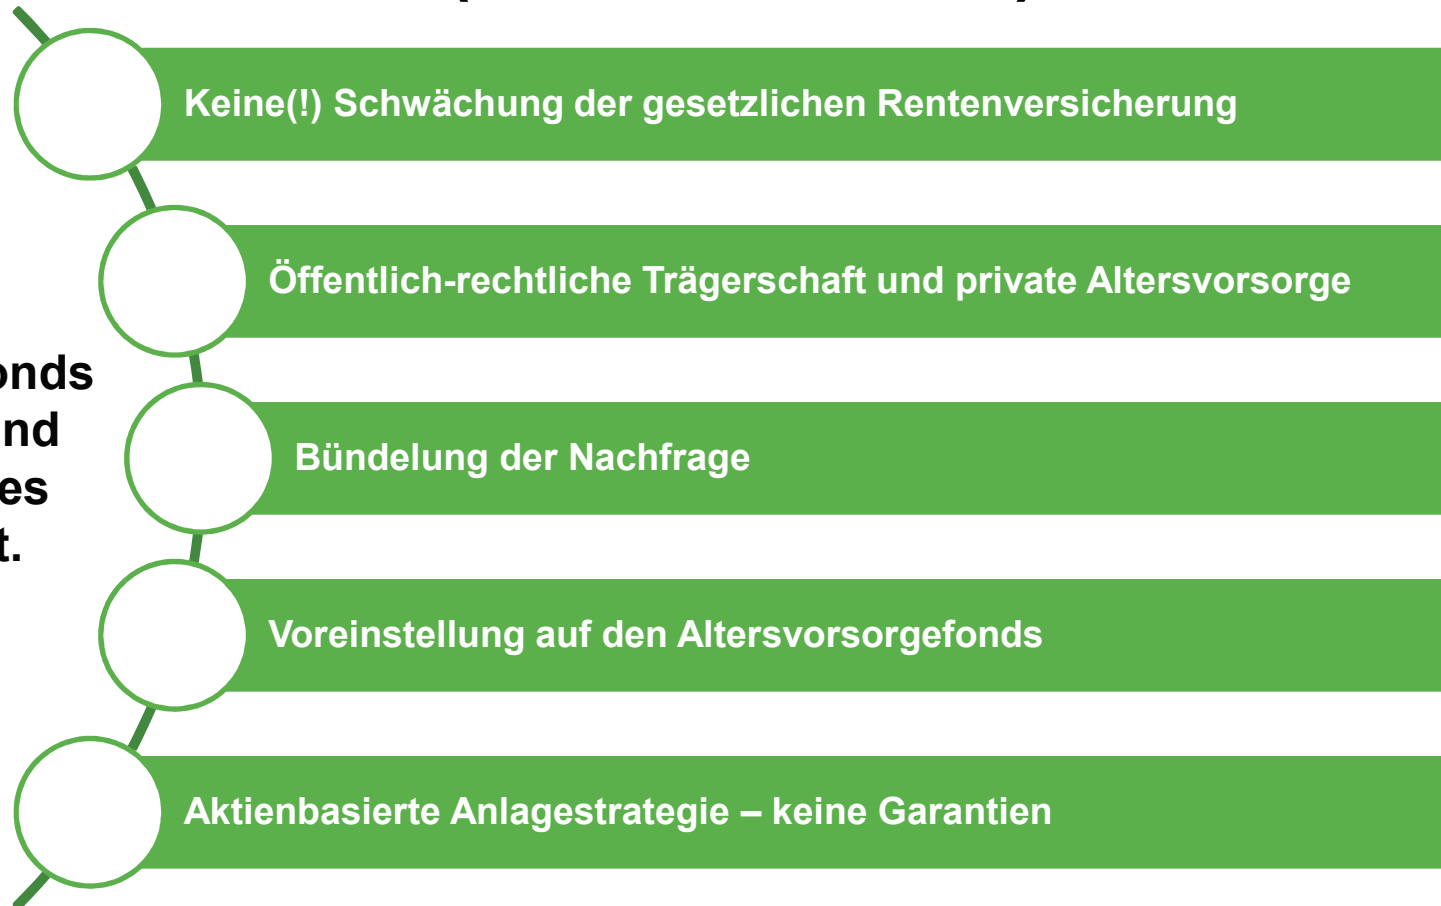 Keine(!) Schwächung der gesetzlichen Rentenversicherung
Öffentlich-rechtliche Trägerschaft und private Altersvorsorge
Bündelung der Nachfrage
Voreinstellung auf den Altersvorsorgefonds
Aktienbasierte Anlagestrategie – keine Garantien